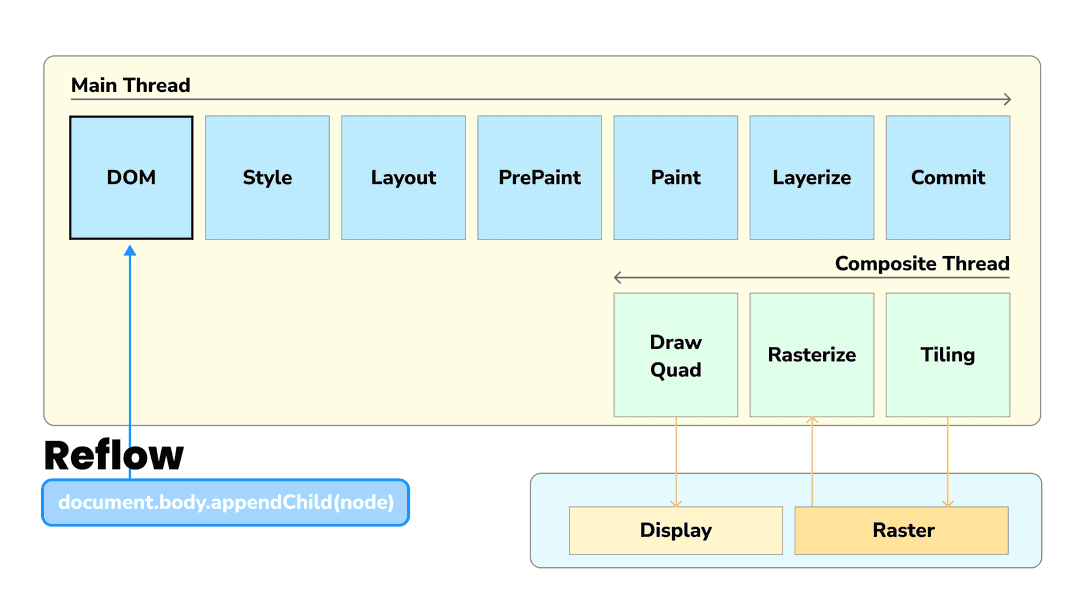 Main Thread
DOM
Style
Layout
PrePaint
Paint
Layerize
Commit
Composite Thread
Draw
Quad
Rasterize
Tiling
Reflow
document.body.appendChild(node)
Display
Raster